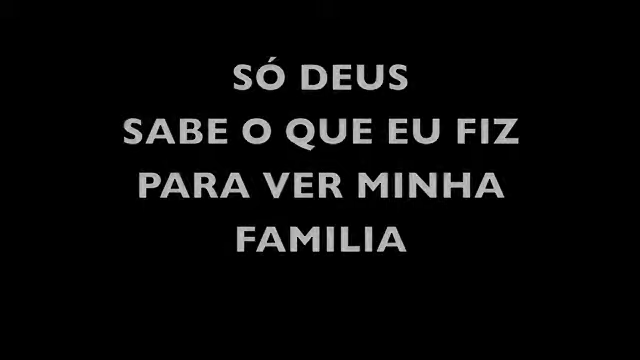 SÓ DEUS
SABE O QUE EU FIZ
PARA VER MINHA
FAMILIA